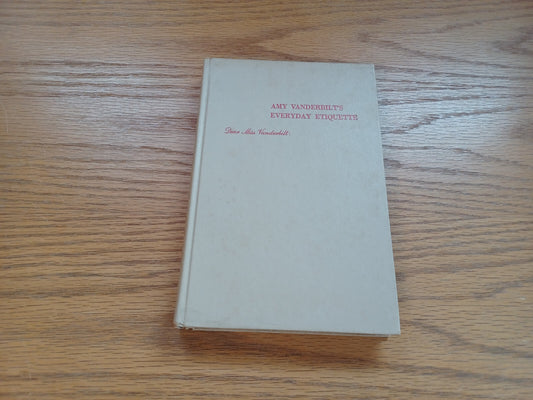 AMY VANDERBILT'S
EVERYDAY ETIQUETTE
Dear Miss Vanderbilt: